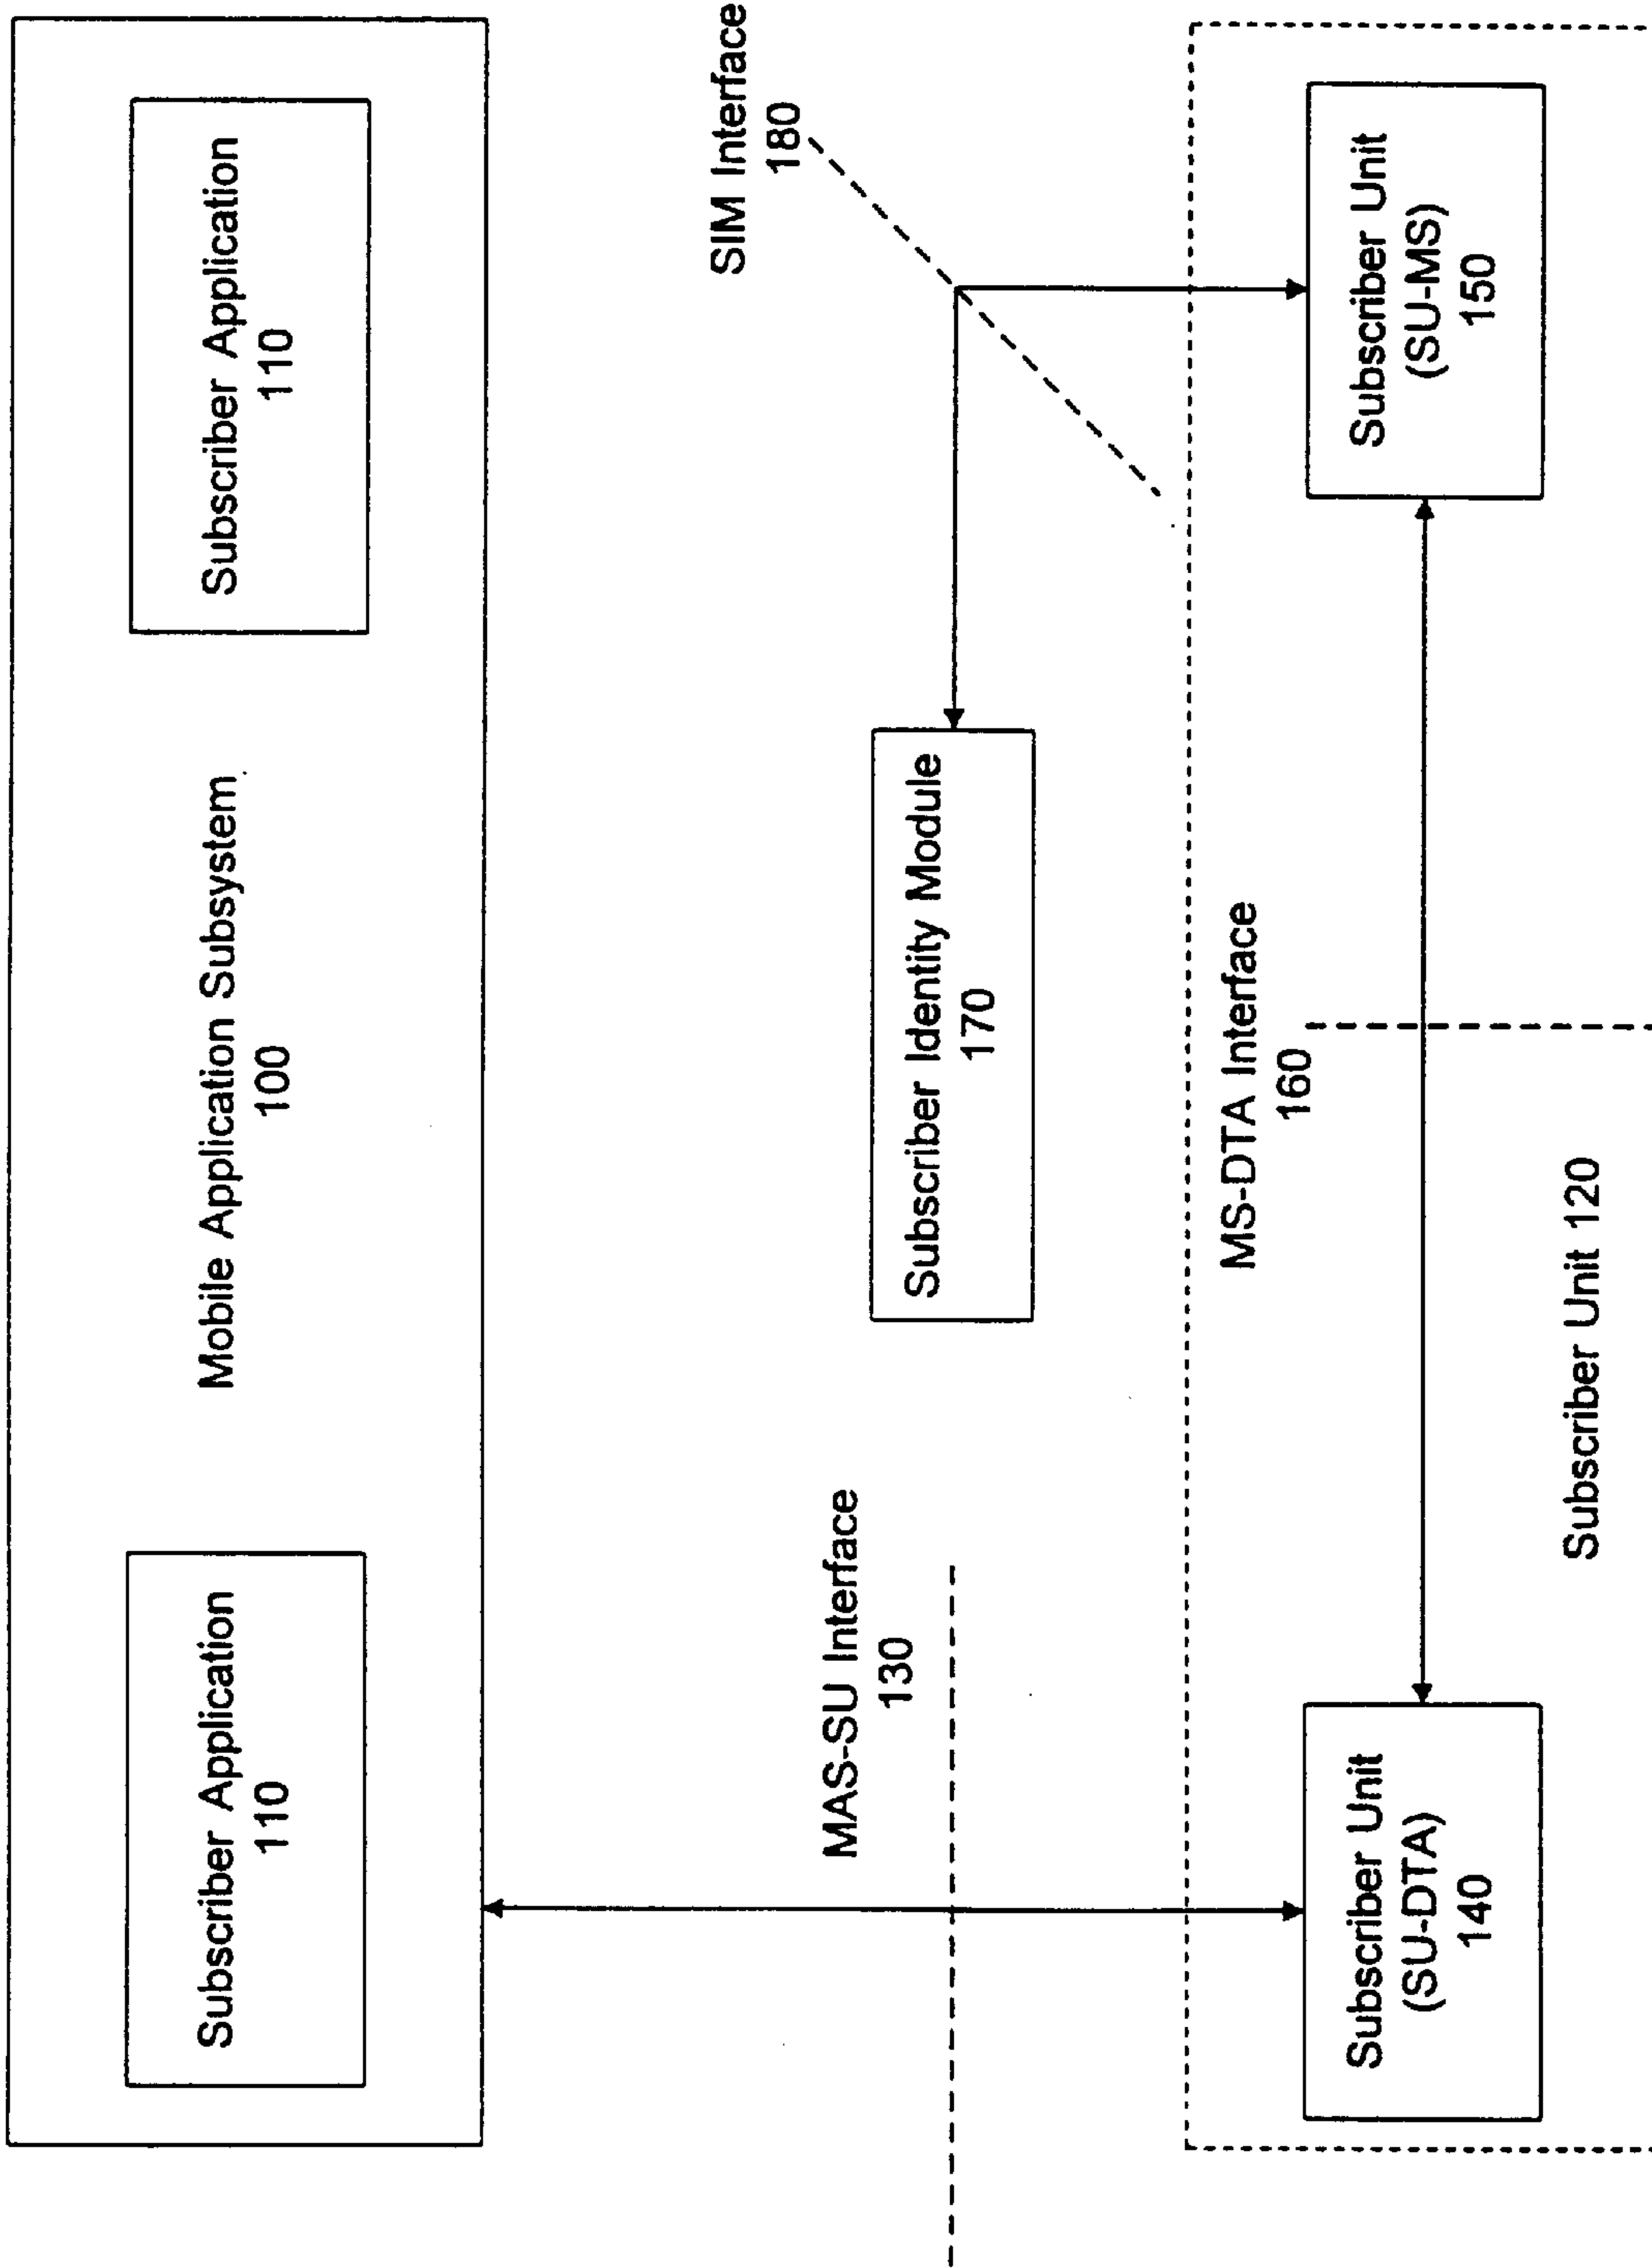 Subscriber Application
110
Mobile Application Subsystem
100
Subscriber Application
110
SIM Interface
180
MAS-SU Interface
130
Subscriber Identity Module
170
MS-DTA Interface
160
Subscriber Unit
(SU-DTA)
140
Subscriber Unit
(SU-MS)
150
Subscriber Unit 120